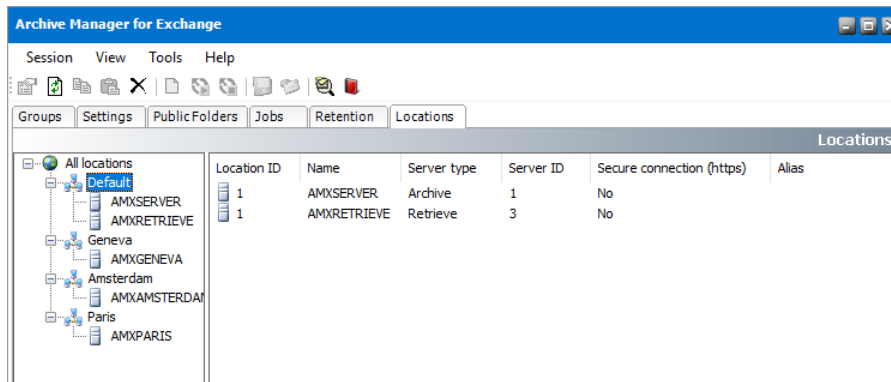 Archive Manager for Exchange
Session View Tools Help
Groups Settings PublicFolders Jobs Retention Locations
Locations
All locations
Default
AMXSERVER
AMXRETRIEVE
Geneva
AMXGENEVA
Amsterdam
AMXAMSTERDA
Paris
AMXPARIS
Location ID Name Server type Server ID Secure connection (https) Alias
1 AMXSERVER Archive 1 No
1 AMXRETRIEVE Retrieve 3 No